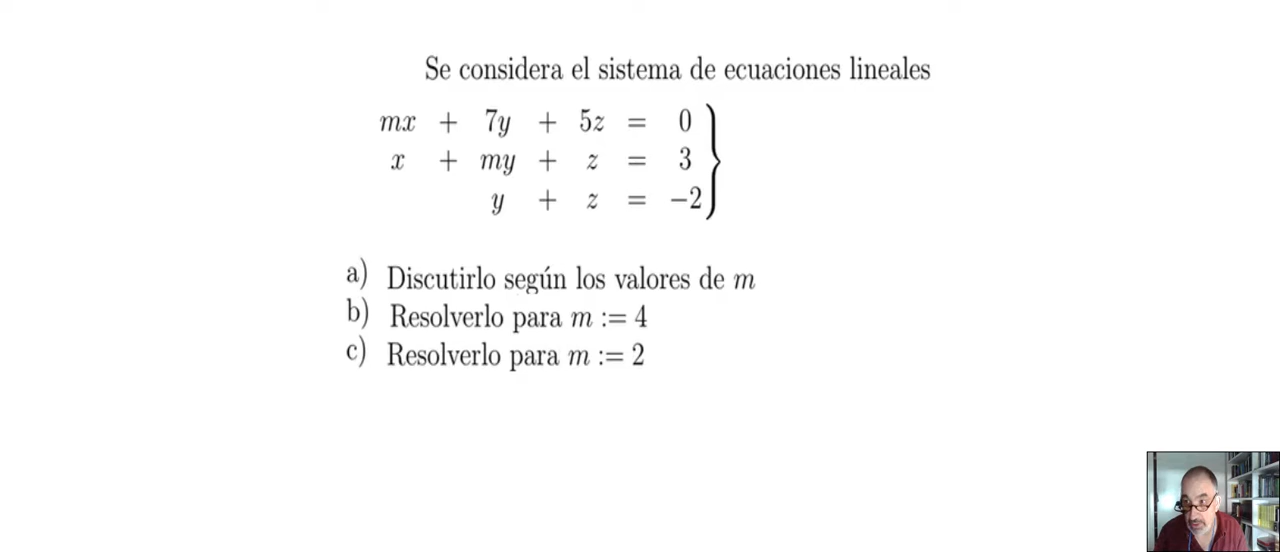 Se considera el sistema de ecuaciones lineales
mx + 7y + 5z = 0
x + my + z = 3
y + z = −2
a) Discutirlo según los valores de m
b) Resolverlo para m := 4
c) Resolverlo para m := 2